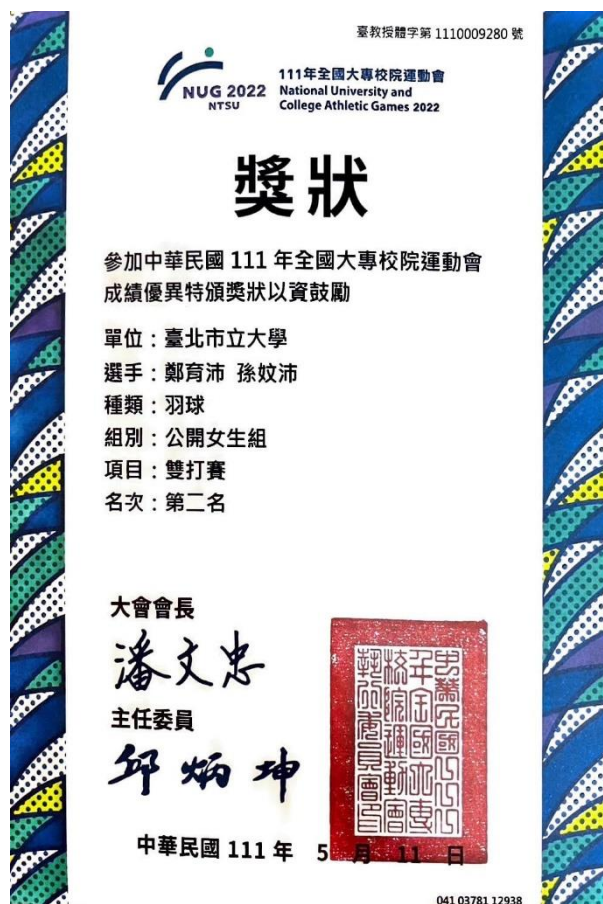 臺教授體字第 1110009280 號
NUG 2022
NTSU
111年全國大專校院運動會
National University and
College Athletic Games 2022
獎狀
參加中華民國 111 年全國大專校院運動會
成績優異特頒獎狀以資鼓勵
單位：臺北市立大學
選手：鄭育沛 孫妏沛
種類：羽球
組別：公開女生組
項目：雙打賽
名次：第二名
大會會長
潘文忠
主任委員
邱炳坤
中華民國 111 年 5 月 11 日
041 03781 12938